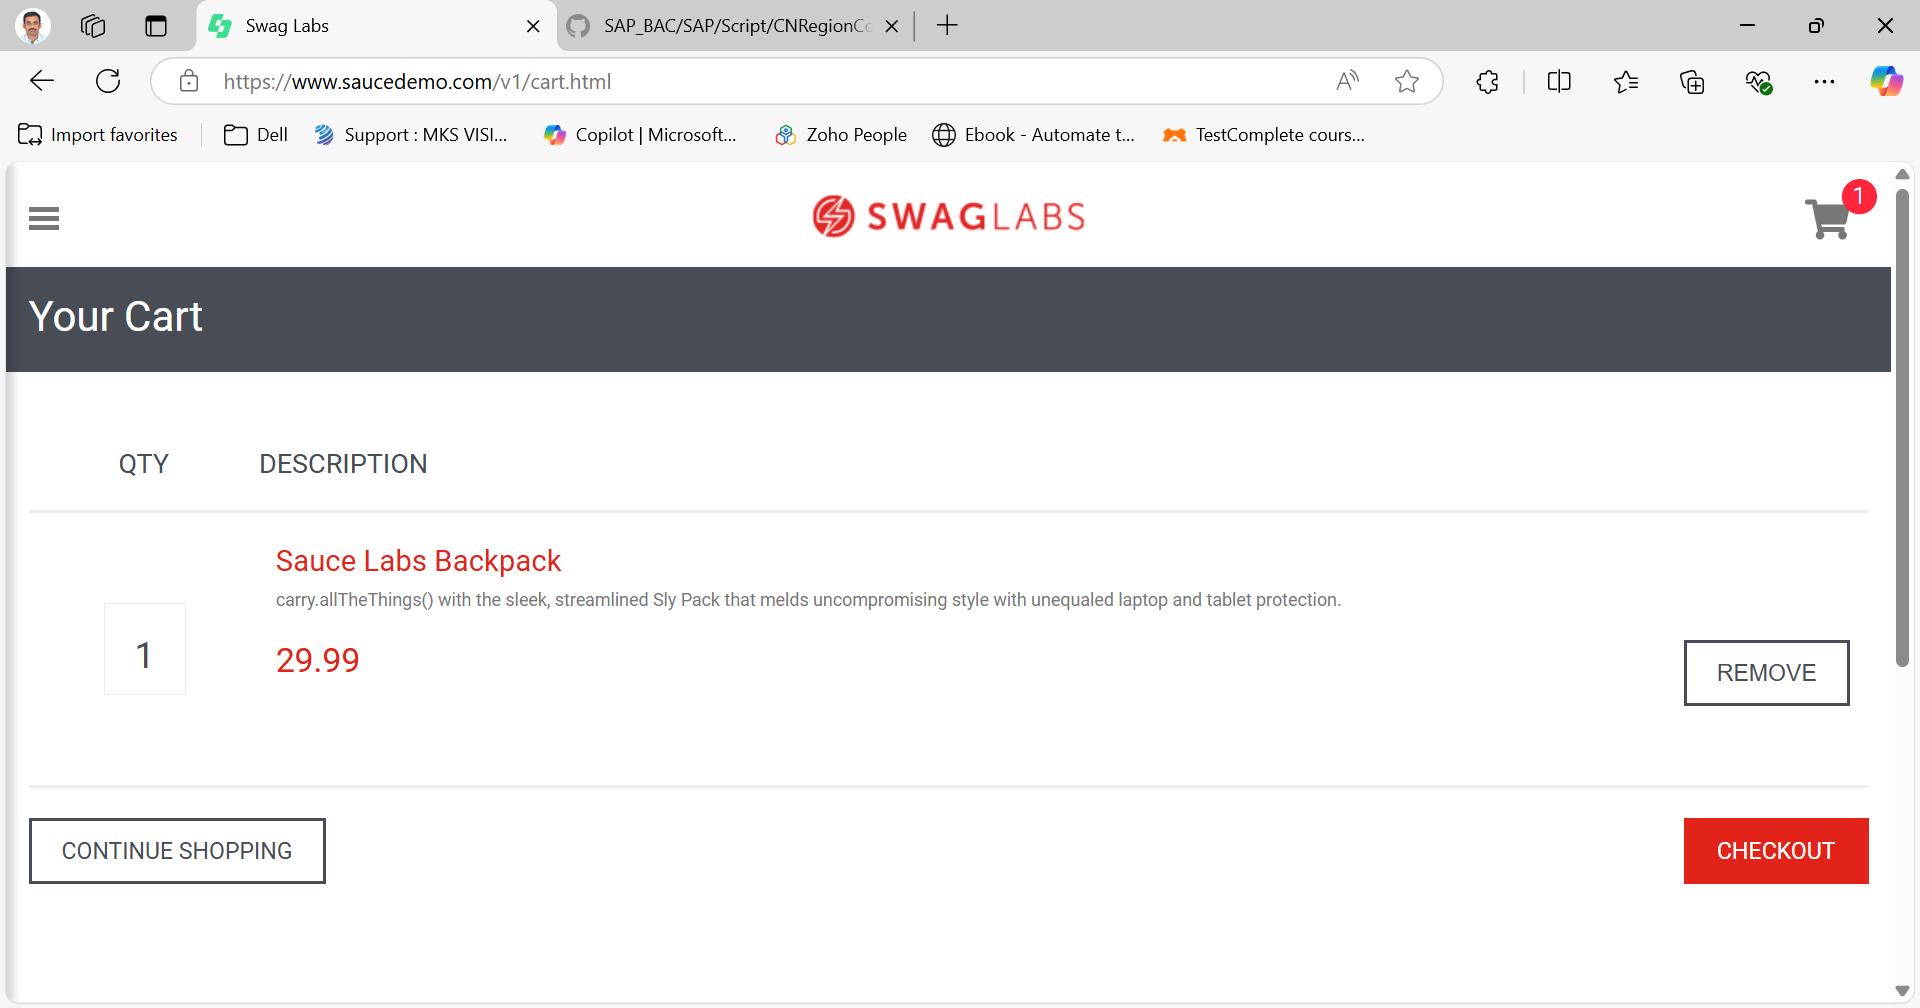 Swag Labs
SAP_BAC/SAP/Script/CNRegionCo
https://www.saucedemo.com/v1/cart.html
Import favorites
Dell
Support : MKS VISI...
Copilot | Microsoft...
Zoho People
Ebook - Automate t...
TestComplete cours...
SWAGLABS
1
Your Cart
QTY DESCRIPTION
Sauce Labs Backpack
carry.allTheThings() with the sleek, streamlined Sly Pack that melds uncompromising style with unequaled laptop and tablet protection.
1
29.99
REMOVE
CONTINUE SHOPPING
CHECKOUT